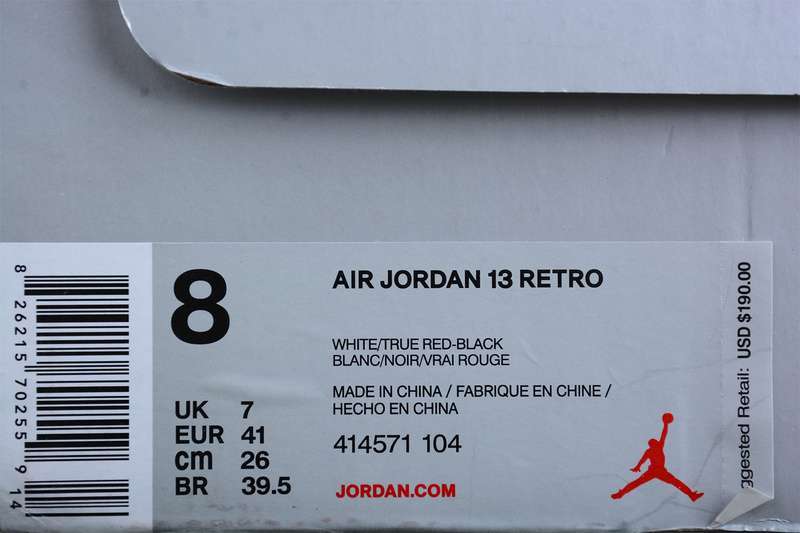 8 26215 70255 9 14
8
AIR JORDAN 13 RETRO
WHITE/TRUE RED-BLACK
BLANC/NOIR/VRAI ROUGE
MADE IN CHINA / FABRIQUE EN CHINE /
HECHO EN CHINA
UK 7
EUR 41
cm 26
BR 39.5
414571 104
JORDAN.COM
ggested Retail: USD $190.00